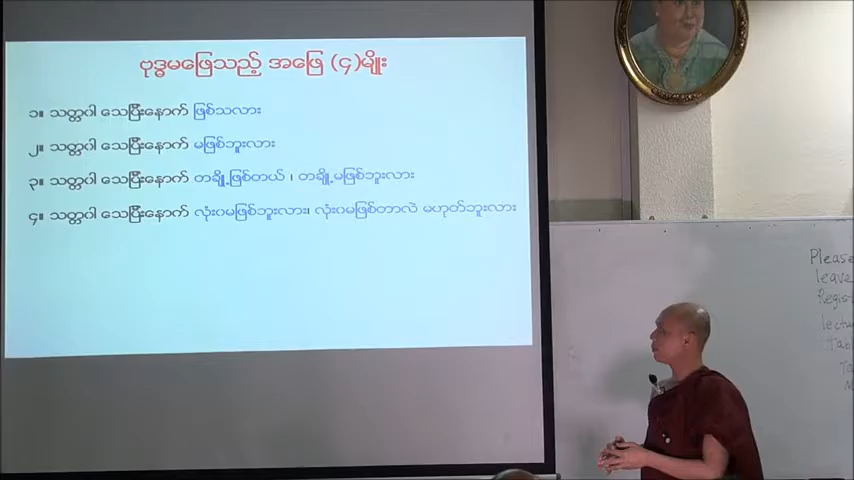 ဗုဒ္ဓမဖြေသည့် အဖြေ (၄)မျိုး
၁။ သတ္တဝါ သေပြီးနောက် ဖြစ်သလား
၂။ သတ္တဝါ သေပြီးနောက် မဖြစ်ဘူးလား
၃။ သတ္တဝါ သေပြီးနောက် တချို့ဖြစ်တယ် ၊ တချို့မဖြစ်ဘူးလား
၄။ သတ္တဝါ သေပြီးနောက် လုံးဝမဖြစ်ဘူးလား၊ လုံးဝမဖြစ်တာလဲ မဟုတ်ဘူးလား
Please
leave